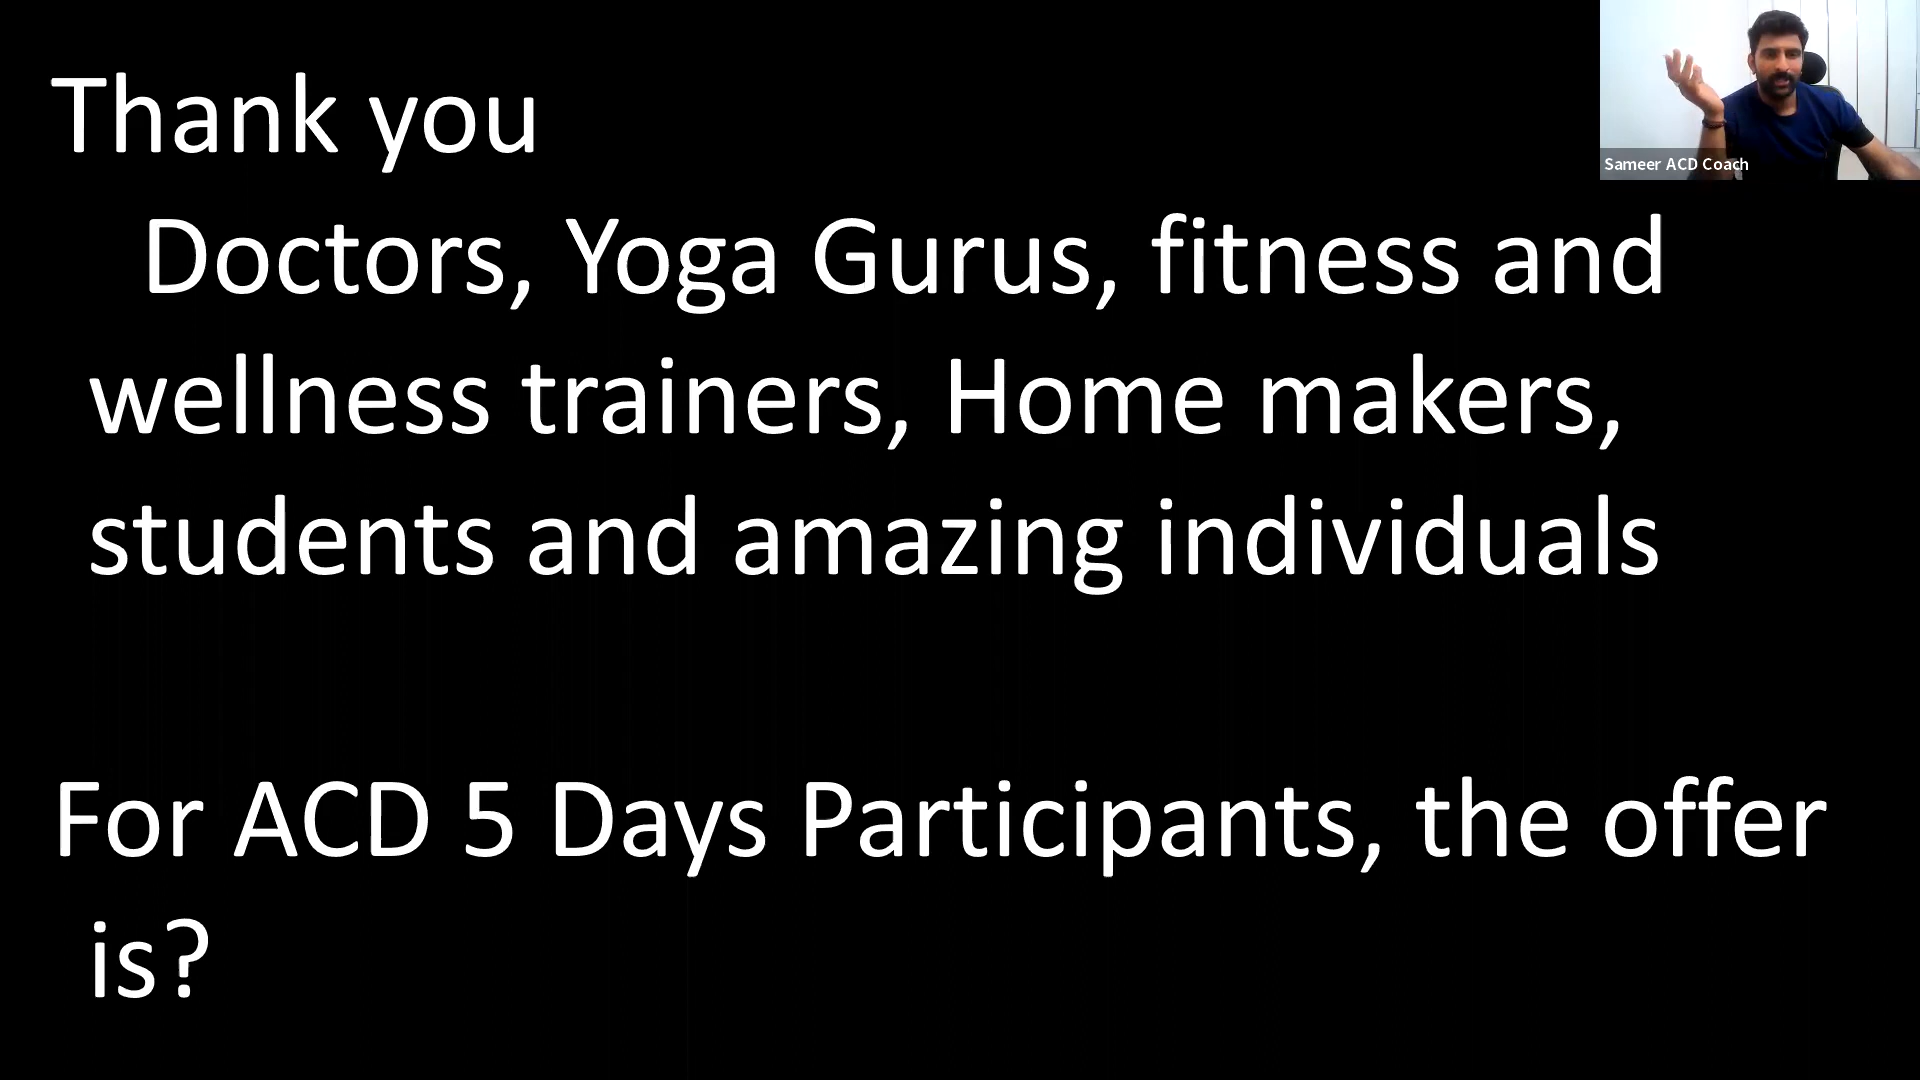 Thank you
Doctors, Yoga Gurus, fitness and
wellness trainers, Home makers,
students and amazing individuals
For ACD 5 Days Participants, the offer
is?
Sameer ACD Coach